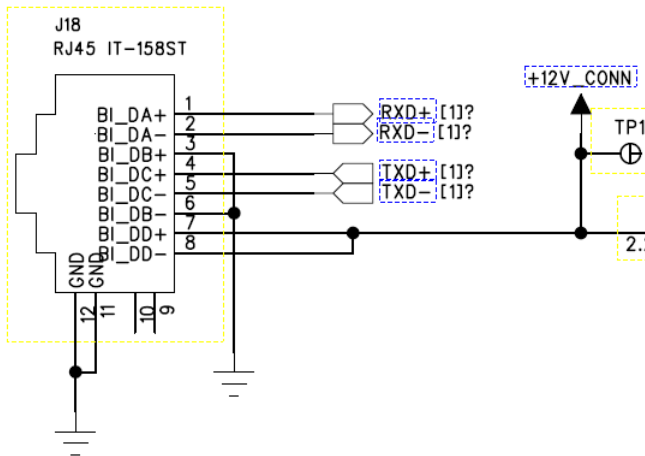 J18
RJ45 IT-158ST
BI_DA+ 1 RXD+ [1]?
BI_DA- 2 RXD- [1]?
BI_DB+ 3
BI_DC+ 4 TXD+ [1]?
BI_DC- 5 TXD- [1]?
BI_DB- 6
BI_DD+ 7
BI_DD- 8
GND GND
12 11 10 9
+12V_CONN
TP1